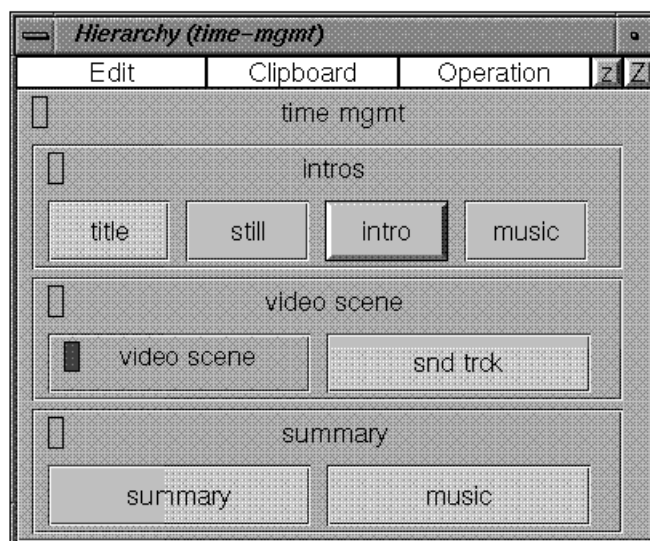 Hierarchy (time-mgmt)
Edit Clipboard Operation z Z
time mgmt
intros
title still intro music
video scene
video scene snd trck
summary
summary music